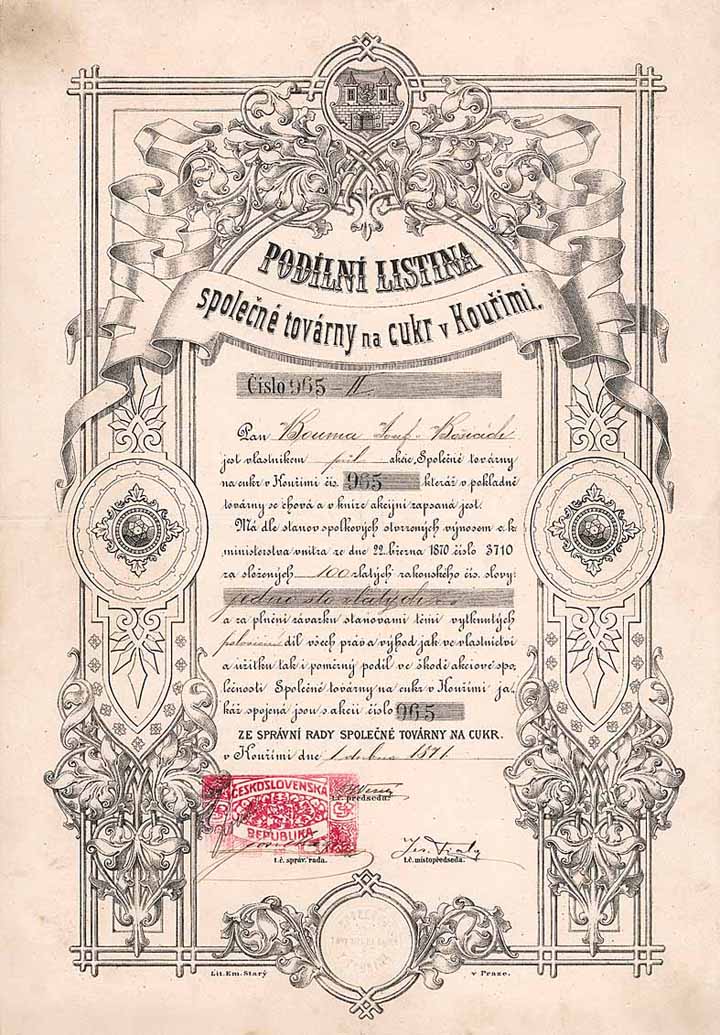 PODÍLNÍ LISTINA
společné továrny na cukr v Kouřimi.
Číslo 965 – II
Pan Kouma Josef v
jest vlastníkem půl akcie, Společné továrny
na cukr v Kouřimi čís. 965 kteráž v pokladně
továrny se chová a v knize akcijní zapsaná jest.
Má dle stanov spolkových stvrzených výnosem c. k.
ministerstva vnitra ze dne 22. března 1870 číslo 3710
za složených 100 zlatých rakouského čís. slovy:
jedno sto zlatých
a za plnění závazku stanovami těmi vytknutých
poloviční díl všech práv a výhod jak ve vlastnictví
a užitku tak i poměrný podíl ve škodě akciové spo-
lečnosti Společné továrny na cukr v Kouřimi ja-
káž spojená jsou s akcií číslo 965
ZE SPRÁVNÍ RADY SPOLEČNÉ TOVÁRNY NA CUKR.
v Kouřimi dne 1. dubna 1871.
ČESKOSLOVENSKÁ
REPUBLIKA
t.č. předseda.
t.č. správ. rada.
t.č. místopředseda.
Lit. Em. Starý
v Praze.